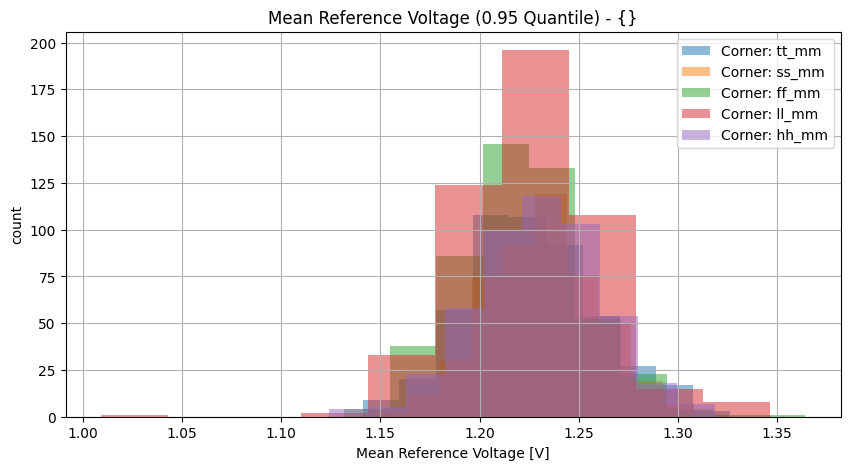 Mean Reference Voltage (0.95 Quantile) - {}
200
175
150
125
100
75
50
25
0
count
Corner: tt_mm
Corner: ss_mm
Corner: ff_mm
Corner: ll_mm
Corner: hh_mm
1.00 1.05 1.10 1.15 1.20 1.25 1.30 1.35
Mean Reference Voltage [V]